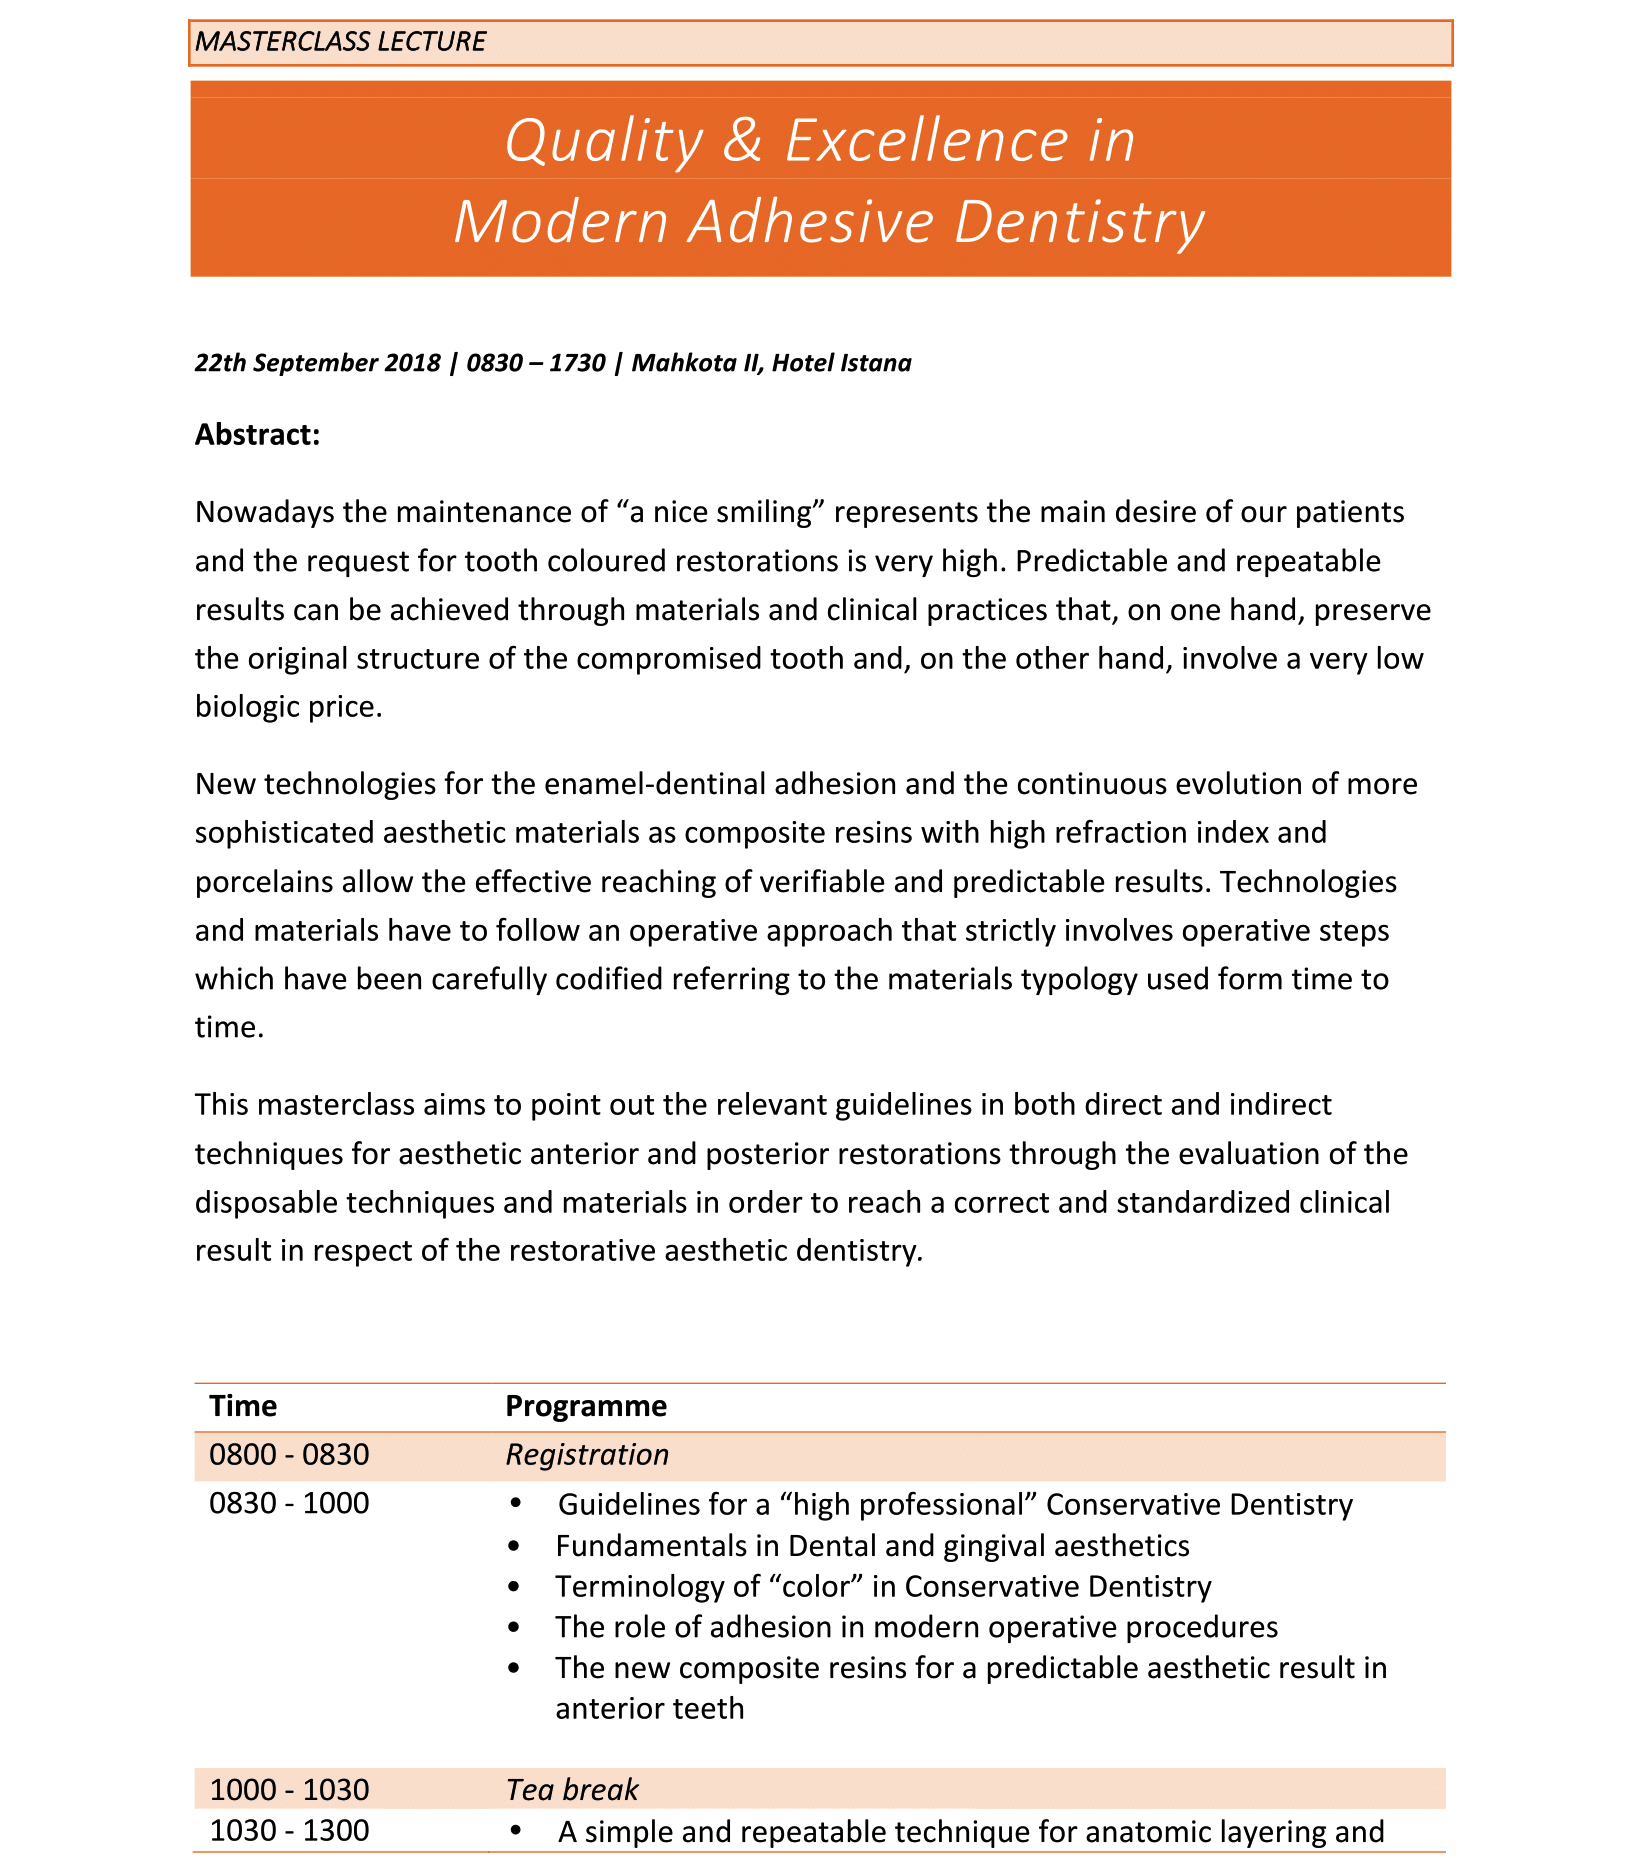 MASTERCLASS LECTURE
Quality & Excellence in
Modern Adhesive Dentistry
22th September 2018 | 0830 – 1730 | Mahkota II, Hotel Istana
Abstract:
Nowadays the maintenance of “a nice smiling” represents the main desire of our patients
and the request for tooth coloured restorations is very high. Predictable and repeatable
results can be achieved through materials and clinical practices that, on one hand, preserve
the original structure of the compromised tooth and, on the other hand, involve a very low
biologic price.
New technologies for the enamel-dentinal adhesion and the continuous evolution of more
sophisticated aesthetic materials as composite resins with high refraction index and
porcelains allow the effective reaching of verifiable and predictable results. Technologies
and materials have to follow an operative approach that strictly involves operative steps
which have been carefully codified referring to the materials typology used form time to
time.
This masterclass aims to point out the relevant guidelines in both direct and indirect
techniques for aesthetic anterior and posterior restorations through the evaluation of the
disposable techniques and materials in order to reach a correct and standardized clinical
result in respect of the restorative aesthetic dentistry.
Time Programme
0800 - 0830 Registration
0830 - 1000 • Guidelines for a “high professional” Conservative Dentistry
• Fundamentals in Dental and gingival aesthetics
• Terminology of “color” in Conservative Dentistry
• The role of adhesion in modern operative procedures
• The new composite resins for a predictable aesthetic result in
anterior teeth
1000 - 1030 Tea break
1030 - 1300 • A simple and repeatable technique for anatomic layering and